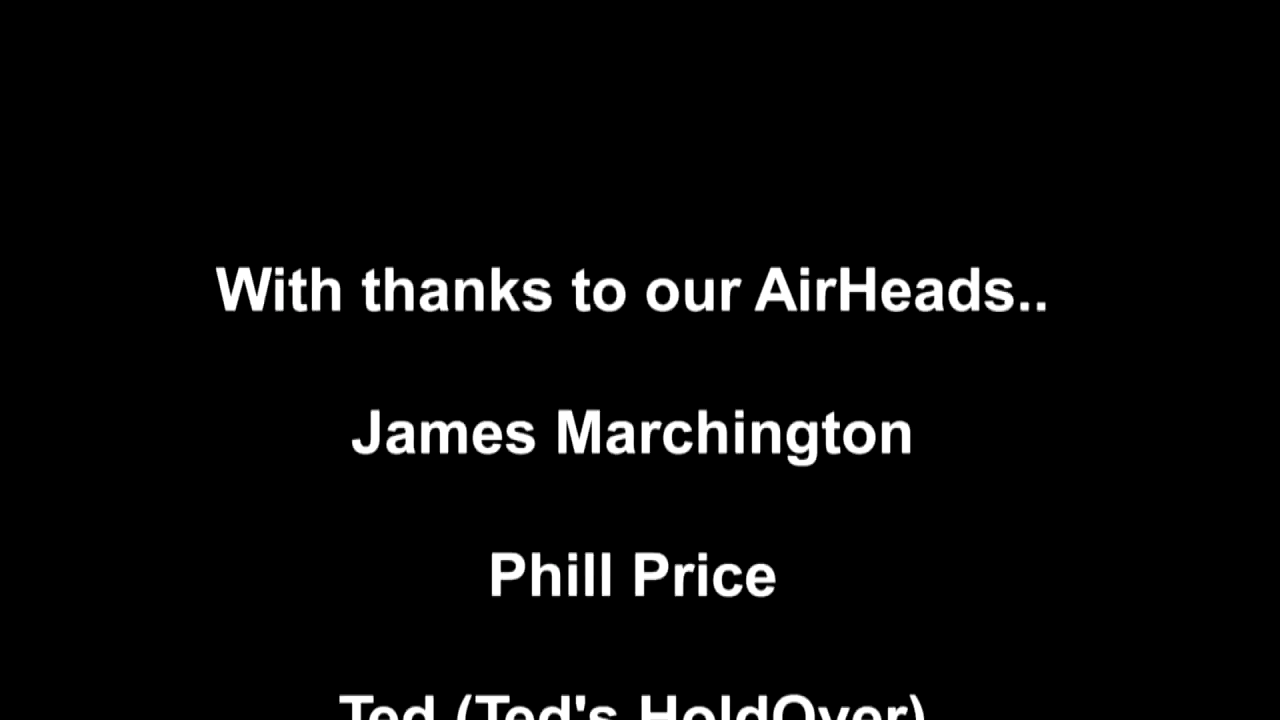 With thanks to our AirHeads..
James Marchington
Phill Price
Ted (Ted's HoldOver)